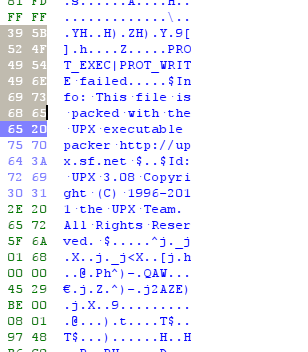 81 FD .s......A....H..
FF FF .............\..
39 5B .YH..H).ZH).Y.9[
52 4F ].h....Z.....PRO
49 54 T_EXEC|PROT_WRIT
49 6E E·failed.....$In
69 73 fo:·This·file·is
68 65 ·packed·with·the
65 20 ·UPX·executable·
75 70 packer·http://up
64 3A x.sf.net·$..$Id:
72 69 ·UPX·3.08·Copyri
30 31 ght·(C)·1996-201
2E 20 1·the·UPX·Team.·
65 72 All·Rights·Reser
5F 6A ved.·$.....^j._j
01 68 .X..j._j<X..[j.h
00 00 ..@.Ph^)–.QAW...
45 29 €.j.Z.^)–.j2AZE)
BE 00 .j.X..9.........
08 01 .@...).t....T$..
97 48 T$...)......H..H